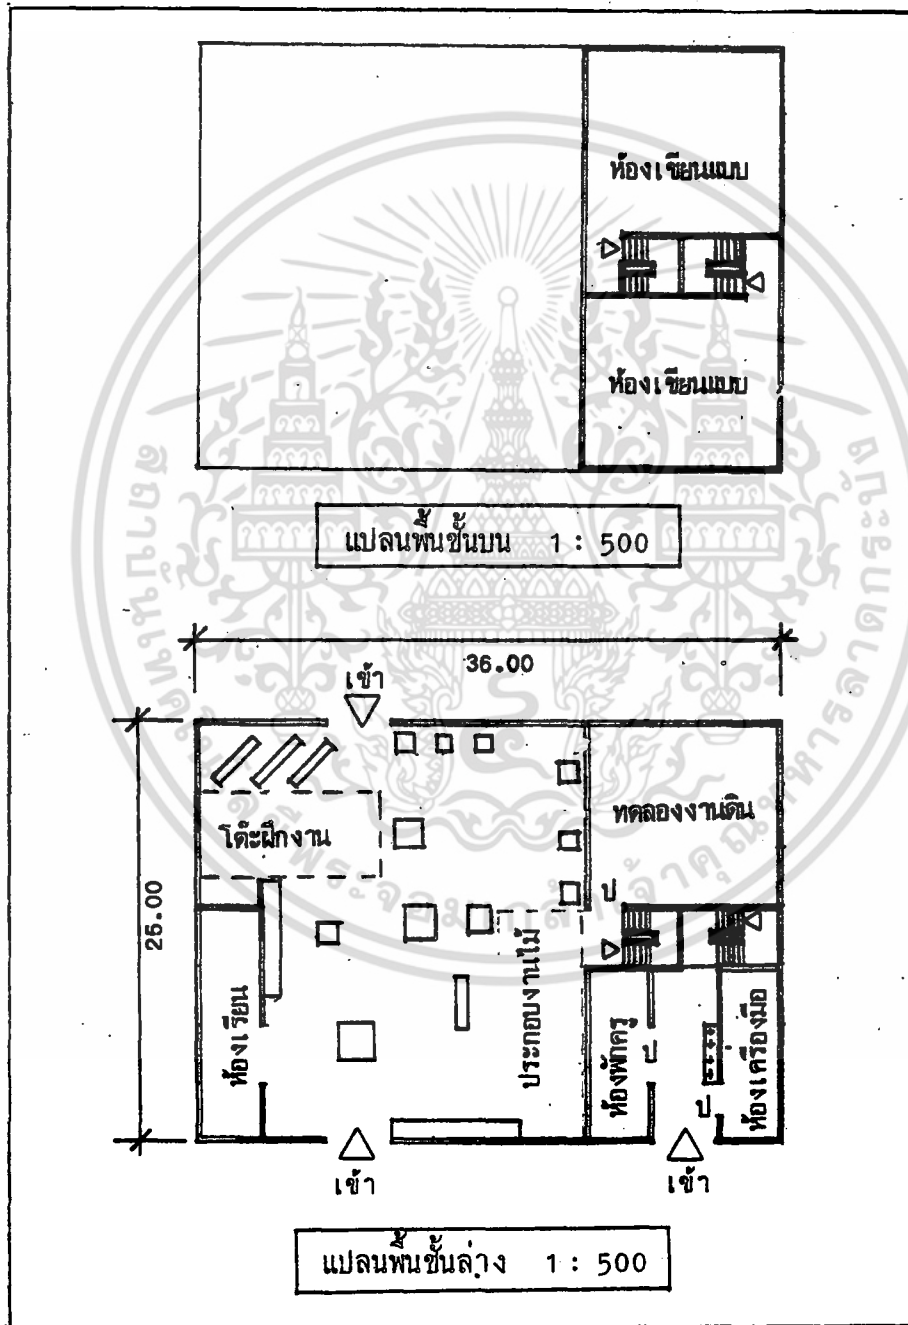 ห้องเขียนแบบ
ห้องเขียนแบบ
แปลนพื้นชั้นบน 1 : 500
36.00
เข้า
25.00
โต๊ะฝึกงาน
ทดลองงานดิน
ป
ห้องเรียน
ประกอบงานไม้
ห้องพักครู
ป
ป
ห้องเครื่องมือ
เข้า
เข้า
แปลนพื้นชั้นล่าง 1 : 500